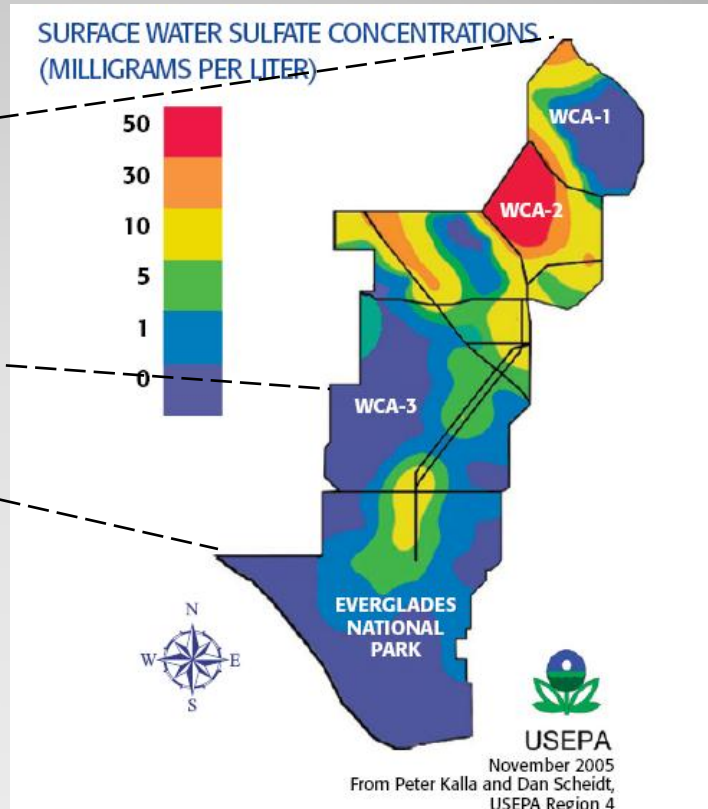 SURFACE WATER SULFATE CONCENTRATIONS
(MILLIGRAMS PER LITER)
50
30
10
5
1
0
WCA-1
WCA-2
WCA-3
EVERGLADES
NATIONAL
PARK
N
W E
S
USEPA
November 2005
From Peter Kalla and Dan Scheidt,
USEPA Region 4